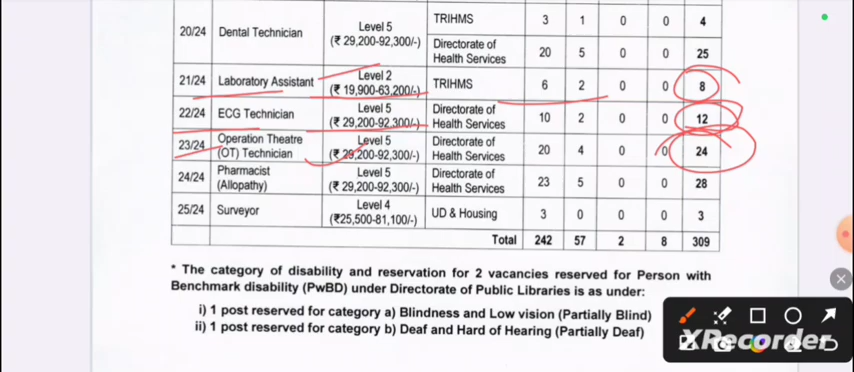 20/24 Dental Technician Level 5 (₹ 29,200-92,300/-) TRIHMS 3 1 0 0 4
Directorate of Health Services 20 5 0 0 25
21/24 Laboratory Assistant Level 2 (₹ 19,900-63,200/-) TRIHMS 6 2 0 0 8
22/24 ECG Technician Level 5 (₹ 29,200-92,300/-) Directorate of Health Services 10 2 0 0 12
23/24 Operation Theatre (OT) Technician Level 5 (₹ 29,200-92,300/-) Directorate of Health Services 20 4 0 0 24
24/24 Pharmacist (Allopathy) Level 5 (₹ 29,200-92,300/-) Directorate of Health Services 23 5 0 0 28
25/24 Surveyor Level 4 (₹25,500-81,100/-) UD & Housing 3 0 0 0 3
Total 242 57 2 8 309
* The category of disability and reservation for 2 vacancies reserved for Person with
Benchmark disability (PwBD) under Directorate of Public Libraries is as under:
i) 1 post reserved for category a) Blindness and Low vision (Partially Blind)
ii) 1 post reserved for category b) Deaf and Hard of Hearing (Partially Deaf)
XRecorder